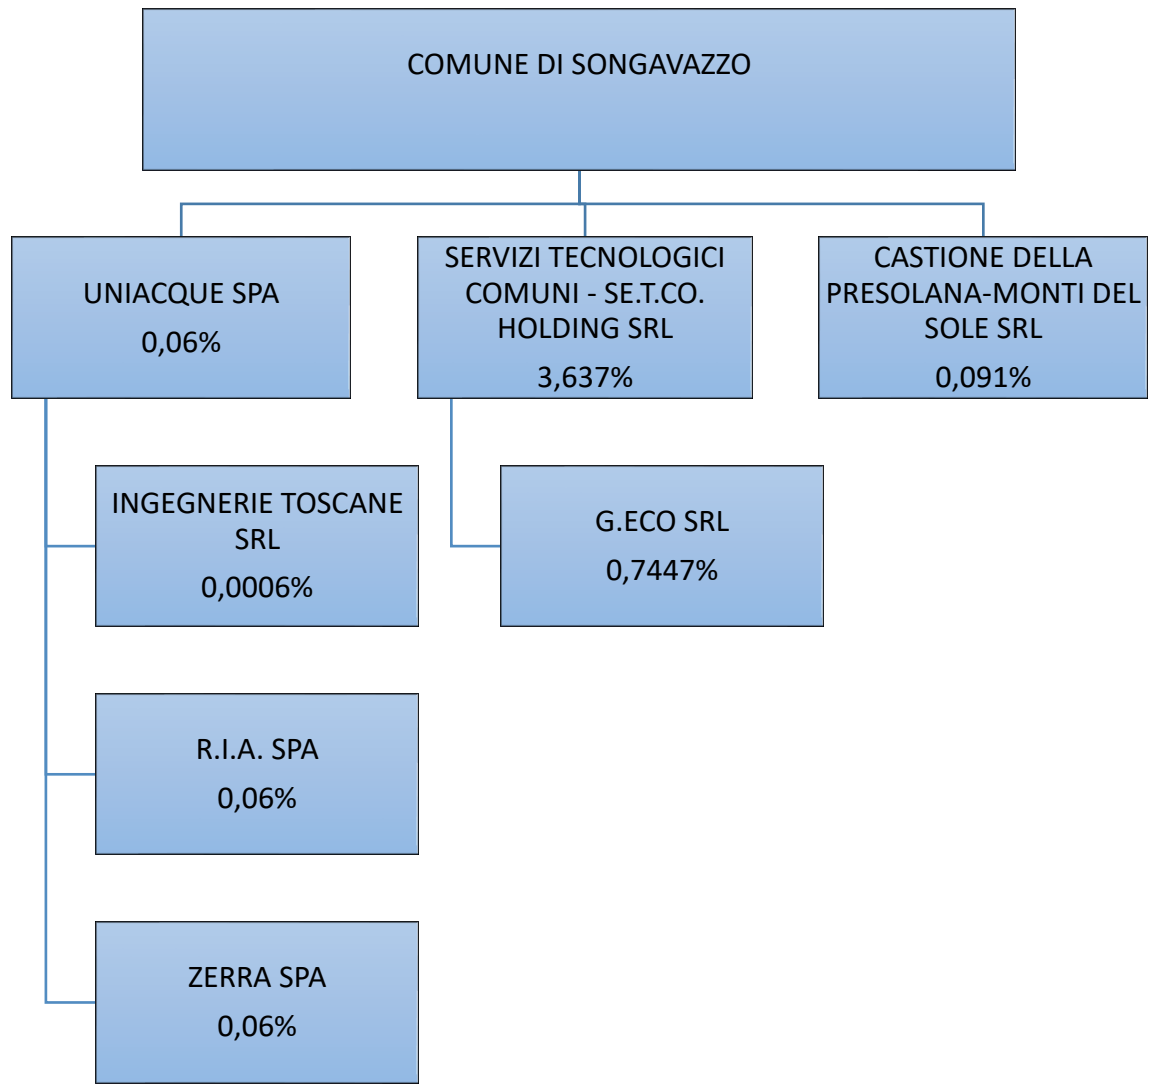 COMUNE DI SONGAVAZZO
UNIACQUE SPA
0,06%
SERVIZI TECNOLOGICI
COMUNI - SE.T.CO.
HOLDING SRL
3,637%
CASTIONE DELLA
PRESOLANA-MONTI DEL
SOLE SRL
0,091%
INGEGNERIE TOSCANE
SRL
0,0006%
G.ECO SRL
0,7447%
R.I.A. SPA
0,06%
ZERRA SPA
0,06%